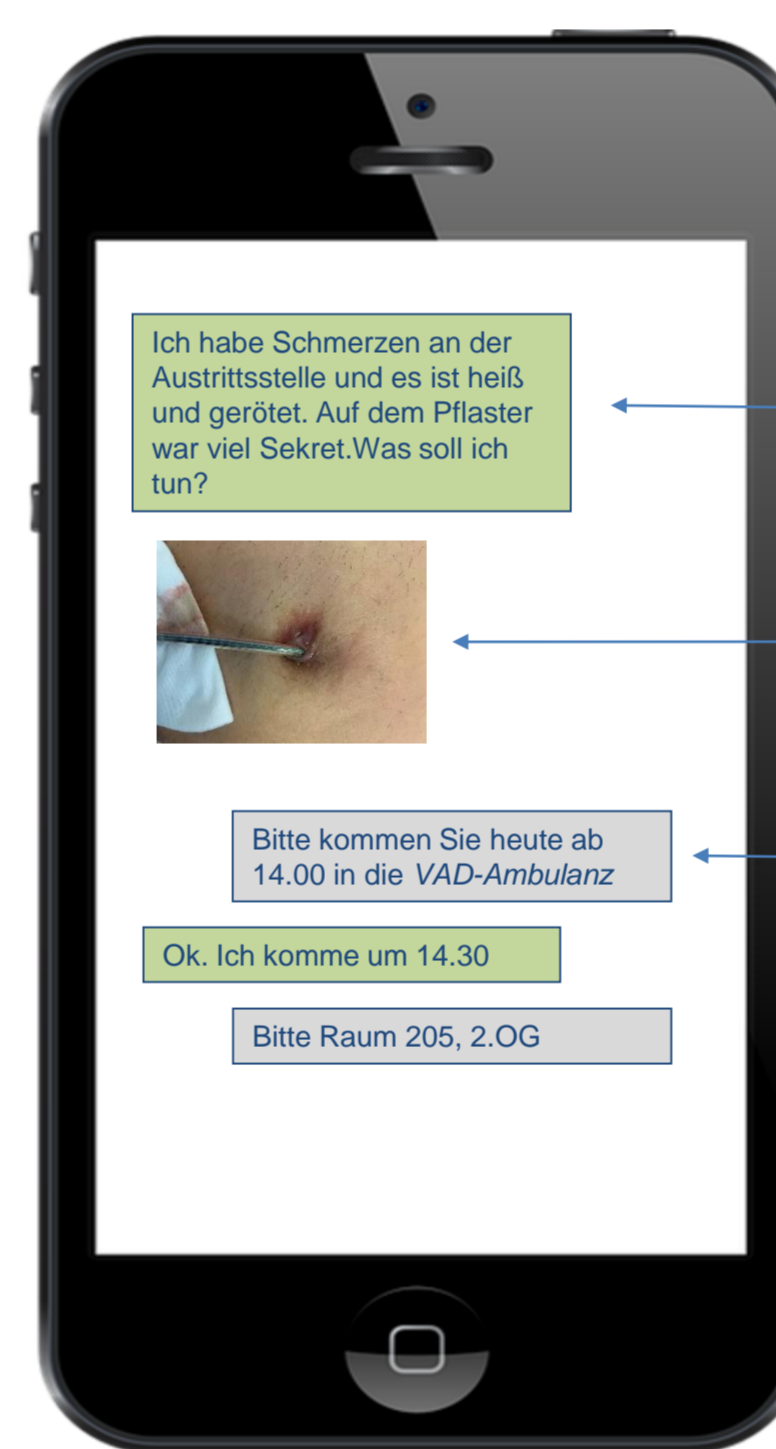 Ich habe Schmerzen an der
Austrittsstelle und es ist heiß
und gerötet. Auf dem Pflaster
war viel Sekret.Was soll ich
tun?
Bitte kommen Sie heute ab
14.00 in die VAD-Ambulanz
Ok. Ich komme um 14.30
Bitte Raum 205, 2.OG